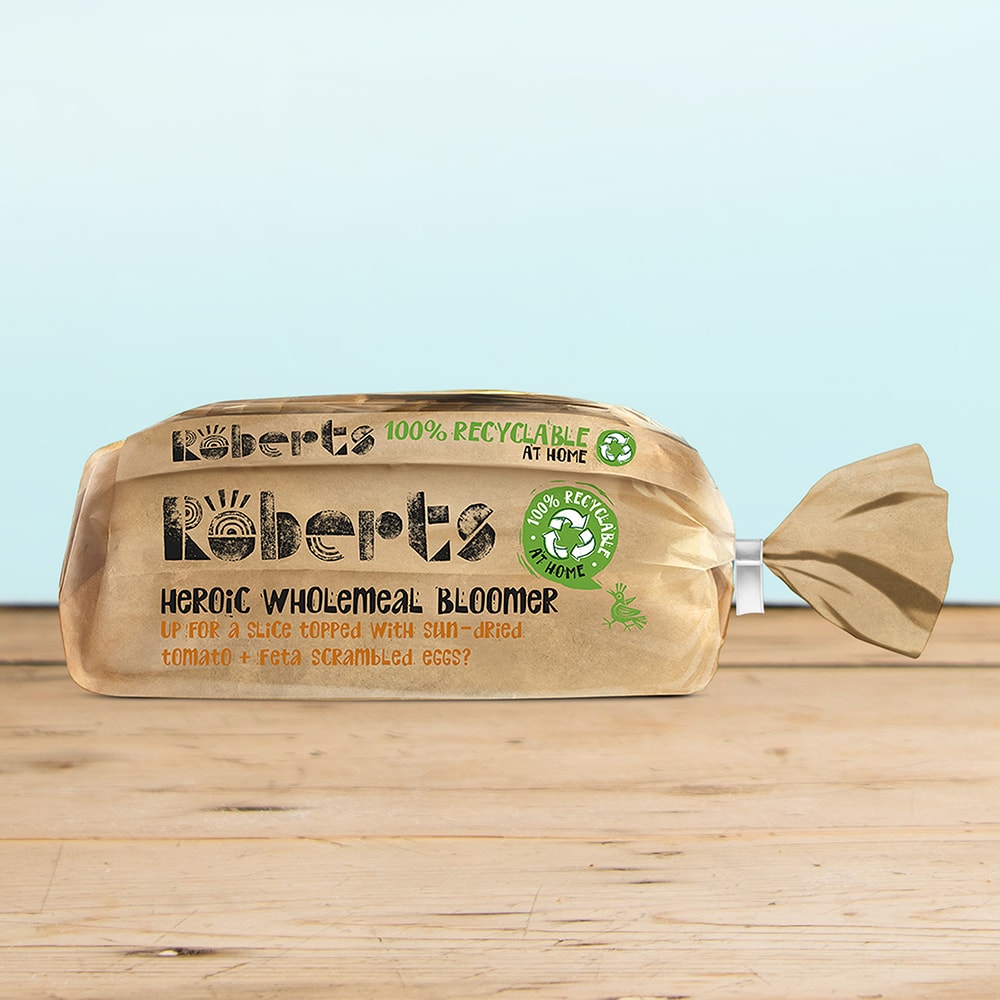 Roberts 100% RECYCLABLE
AT HOME
Roberts
100% RECYCLABLE
AT HOME
HEROIC WHOLEMEAL BLOOMER
UP FOR A SLICE TOPPED WITH SUN-DRIED
TOMATO + FETA SCRAMBLED EGGS?